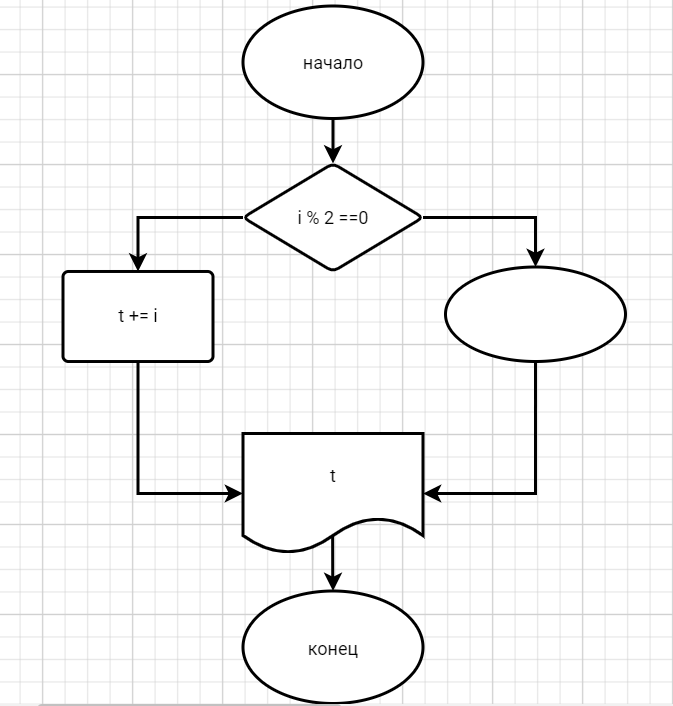 начало
i % 2 ==0
t += i
t
конец